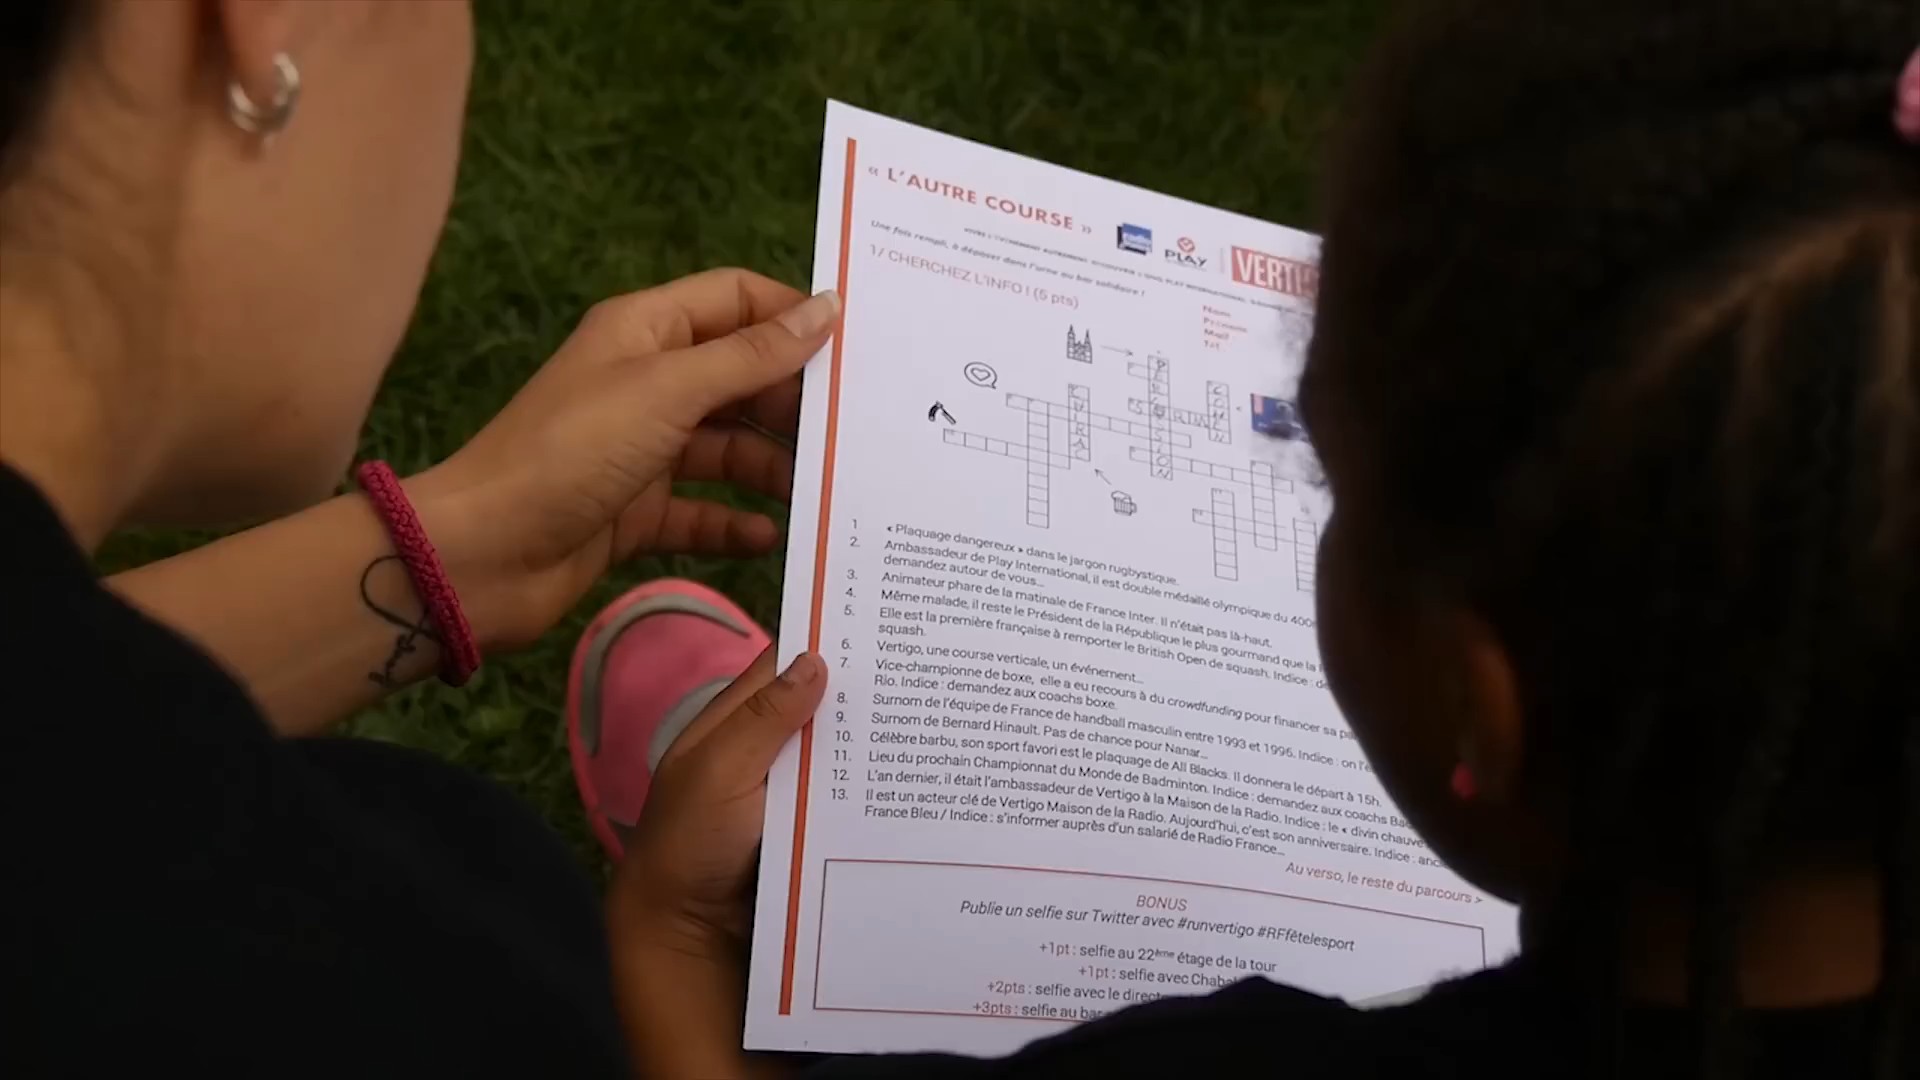 « L'AUTRE COURSE »
radio
PLAY
VERTI
Une fois rempli, à déposer dans l'urne au bar solidaire !
1/ CHERCHEZ L'INFO ! (5 pts)
Nom
Prénom
Mail
Tél
CHIRAC
COHEN
1 « Plaquage dangereux » dans le jargon rugbystique.
2. Ambassadeur de Play International, il est double médaillé olympique du 400
demandez autour de vous...
3. Animateur phare de la matinale de France Inter. Il n'était pas là-haut.
4. Même malade, il reste le Président de la République le plus gourmand que la
5. Elle est la première française à remporter le British Open de squash. Indice : de
squash.
6. Vertigo, une course verticale, un événement...
7. Vice-championne de boxe, elle a eu recours à du crowdfunding pour financer sa
Rio. Indice : demandez aux coachs boxe.
8. Surnom de l'équipe de France de handball masculin entre 1993 et 1996. Indice : on l'
9. Surnom de Bernard Hinault. Pas de chance pour Nanar...
10. Célèbre barbu, son sport favori est le plaquage de All Blacks. Il donnera le départ à 15h.
11. Lieu du prochain Championnat du Monde de Badminton. Indice : demandez aux coachs Ba
12. L'an dernier, il était l'ambassadeur de Vertigo à la Maison de la Radio. Indice : le « divin chauve
13. Il est un acteur clé de Vertigo Maison de la Radio. Aujourd'hui, c'est son anniversaire. Indice : anc
France Bleu / Indice : s'informer auprès d'un salarié de Radio France...
Au verso, le reste du parcours >
BONUS
Publie un selfie sur Twitter avec #runvertigo #RFfêtelesport
+1pt : selfie au 22ème étage de la tour
+1pt : selfie avec Chaba
+2pts : selfie avec le direct
+3pts : selfie au bar